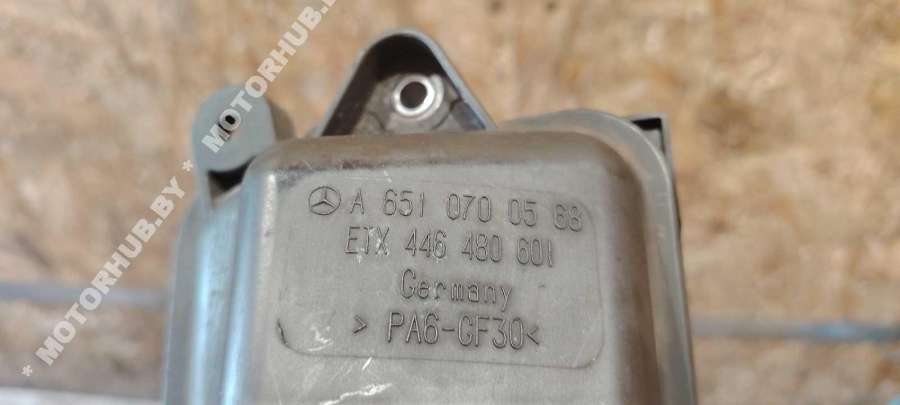 A 651 070 05 68
ETX 446 480 601
Germany
> PA6-GF30<
* MOTORHUB.BY * MOTORHUB.BY *